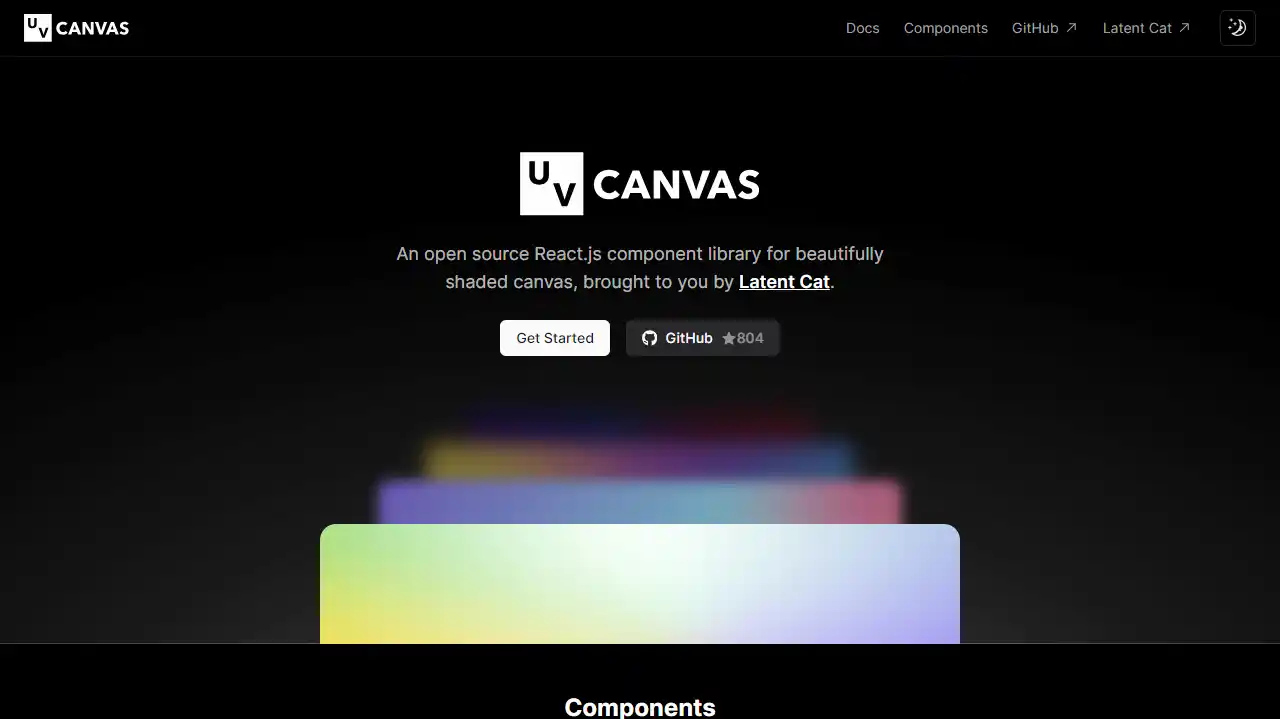 UV CANVAS
Docs
Components
GitHub ↗
Latent Cat ↗
UV CANVAS
An open source React.js component library for beautifully
shaded canvas, brought to you by Latent Cat.
Get Started
GitHub ★804
Components